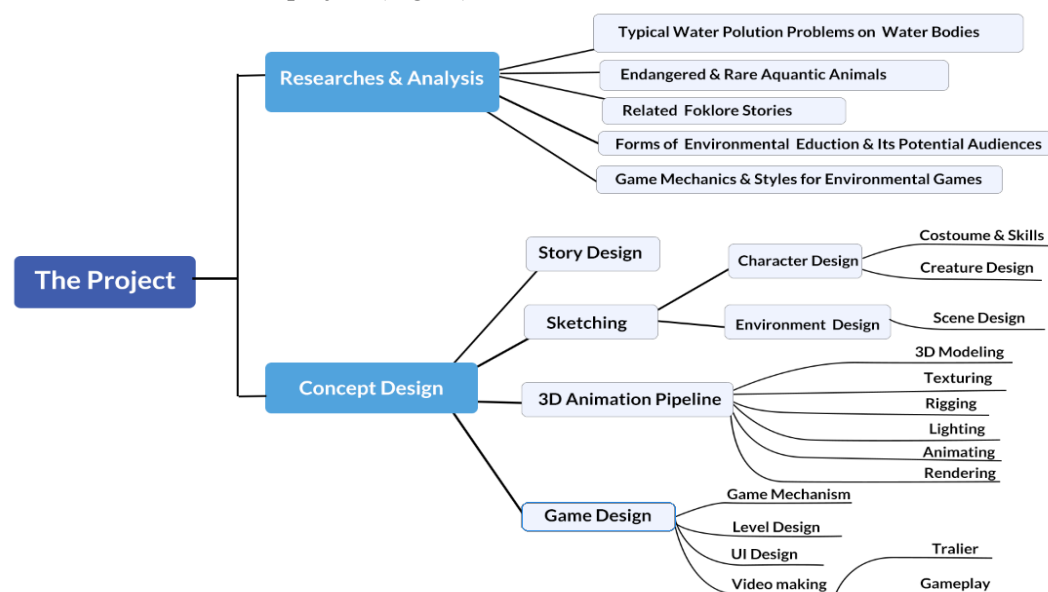 Typical Water Polution Problems on Water Bodies
Researches & Analysis
Endangered & Rare Aquantic Animals
Related Foklore Stories
Forms of Environmental Eduction & Its Potential Audiences
Game Mechanics & Styles for Environmental Games
The Project
Concept Design
Story Design
Sketching
Character Design
Costoume & Skills
Creature Design
Environment Design
Scene Design
3D Animation Pipeline
3D Modeling
Texturing
Rigging
Lighting
Animating
Rendering
Game Design
Game Mechanism
Level Design
UI Design
Video making
Tralier
Gameplay